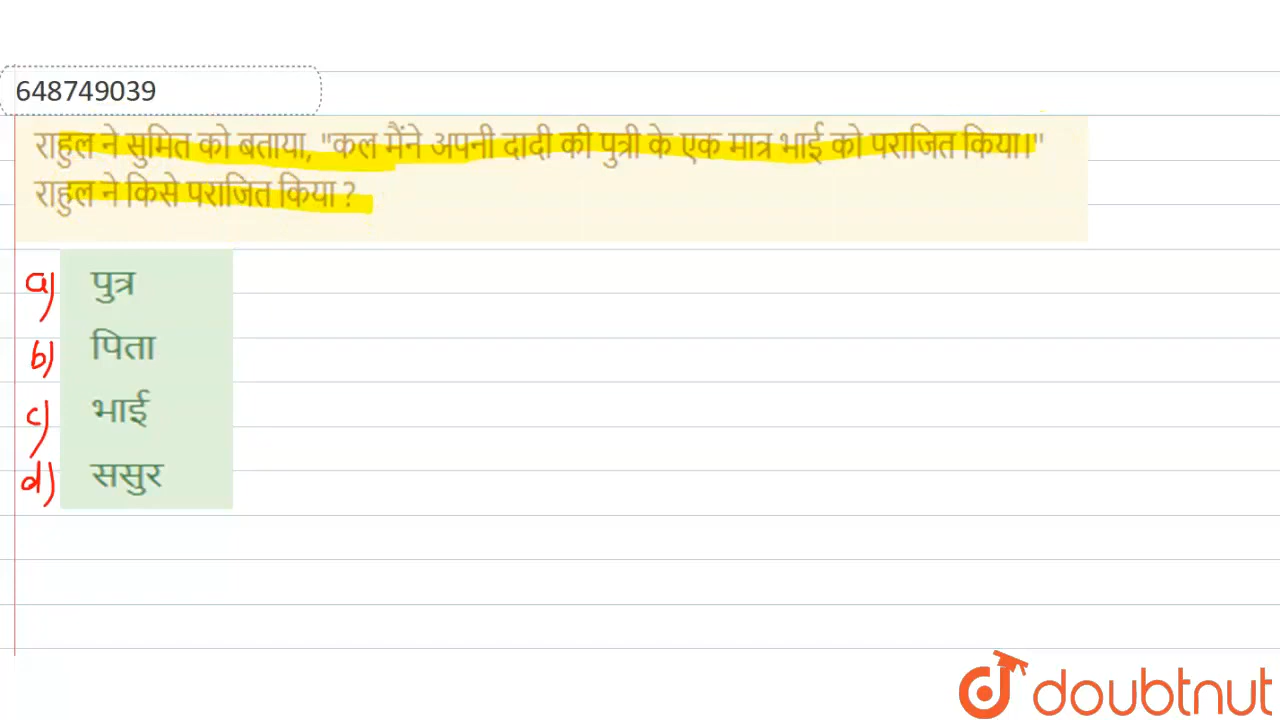 648749039
राहुल ने सुमित को बताया, "कल मैंने अपनी दादी की पुत्री के एक मात्र भाई को पराजित किया।"
राहुल ने किसे पराजित किया ?
a) पुत्र
b) पिता
c) भाई
d) ससुर
doubtnut